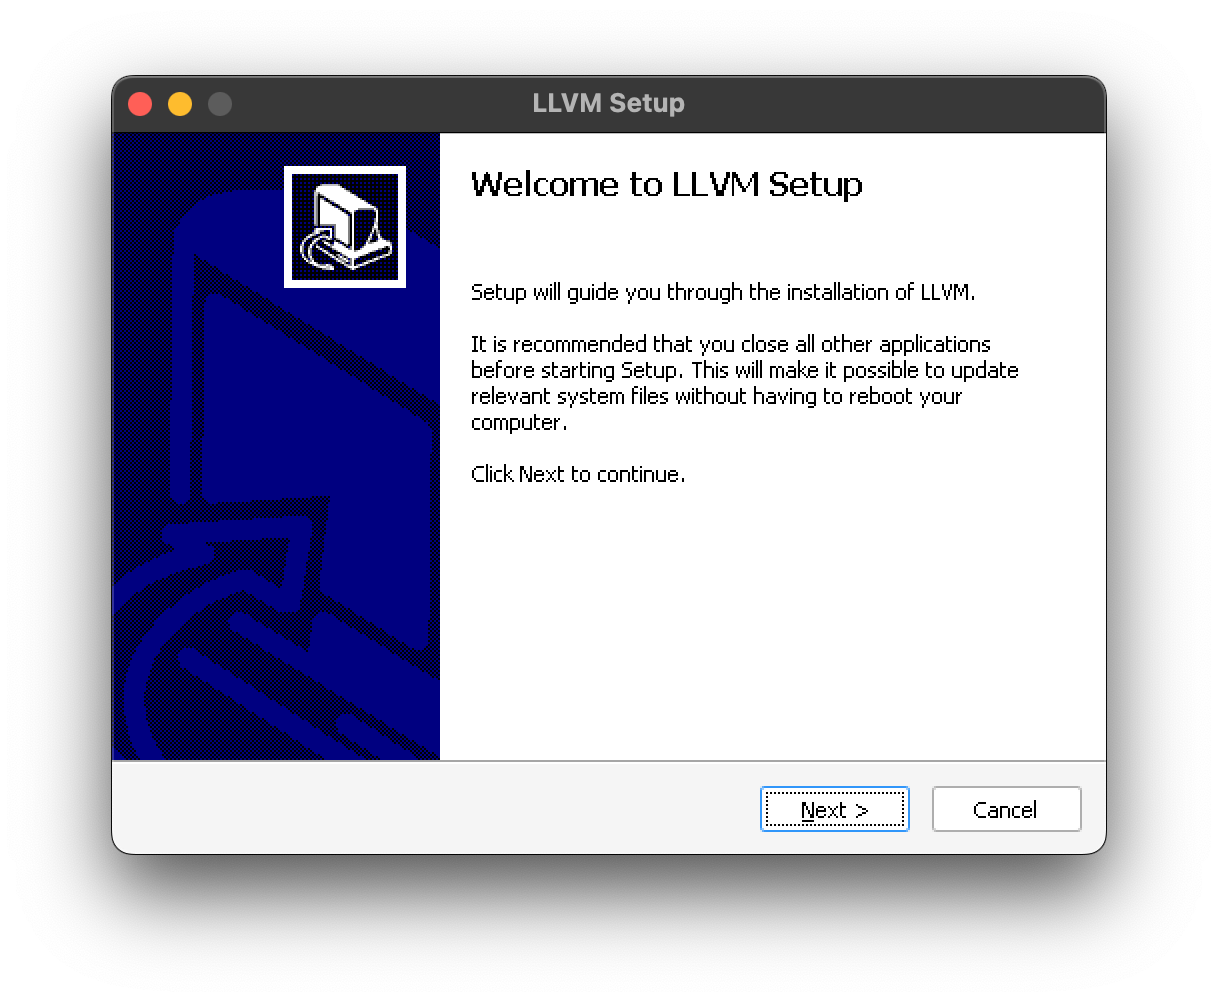 LLVM Setup
Welcome to LLVM Setup
Setup will guide you through the installation of LLVM.
It is recommended that you close all other applications
before starting Setup. This will make it possible to update
relevant system files without having to reboot your
computer.
Click Next to continue.
Next >
Cancel